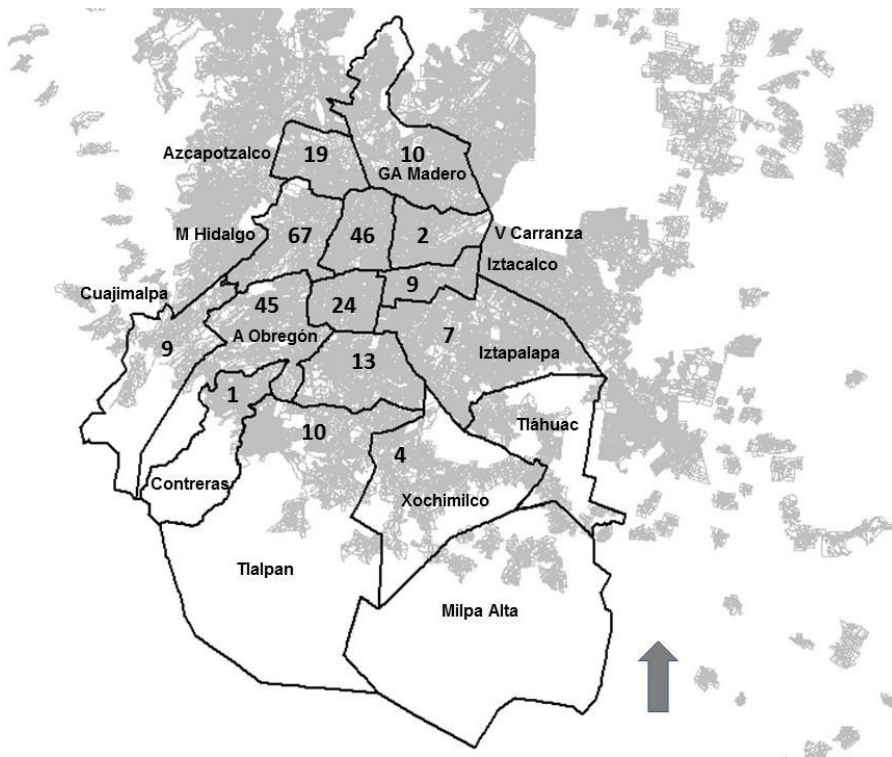 Azcapotzalco
19
10
GA Madero
M Hidalgo
67
46
2
V Carranza
Iztacalco
Cuajimalpa
45
24
9
9
A Obregón
7
Iztapalapa
13
1
10
4
Tláhuac
Contreras
Xochimilco
Tlalpan
Milpa Alta